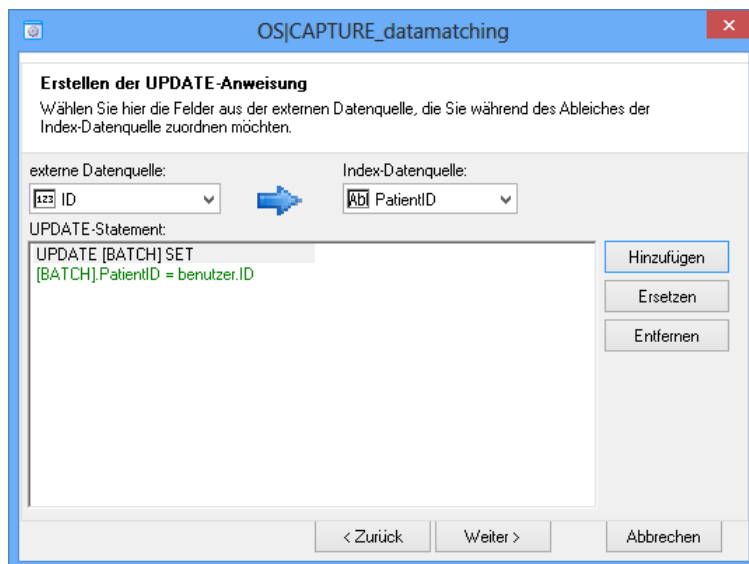 OS|CAPTURE_datamatching
Erstellen der UPDATE-Anweisung
Wählen Sie hier die Felder aus der externen Datenquelle, die Sie während des Ableiches der
Index-Datenquelle zuordnen möchten.
externe Datenquelle:
Index-Datenquelle:
123 ID
Ab| PatientID
UPDATE-Statement:
UPDATE [BATCH] SET
[BATCH].PatientID = benutzer.ID
Hinzufügen
Ersetzen
Entfernen
< Zurück
Weiter >
Abbrechen